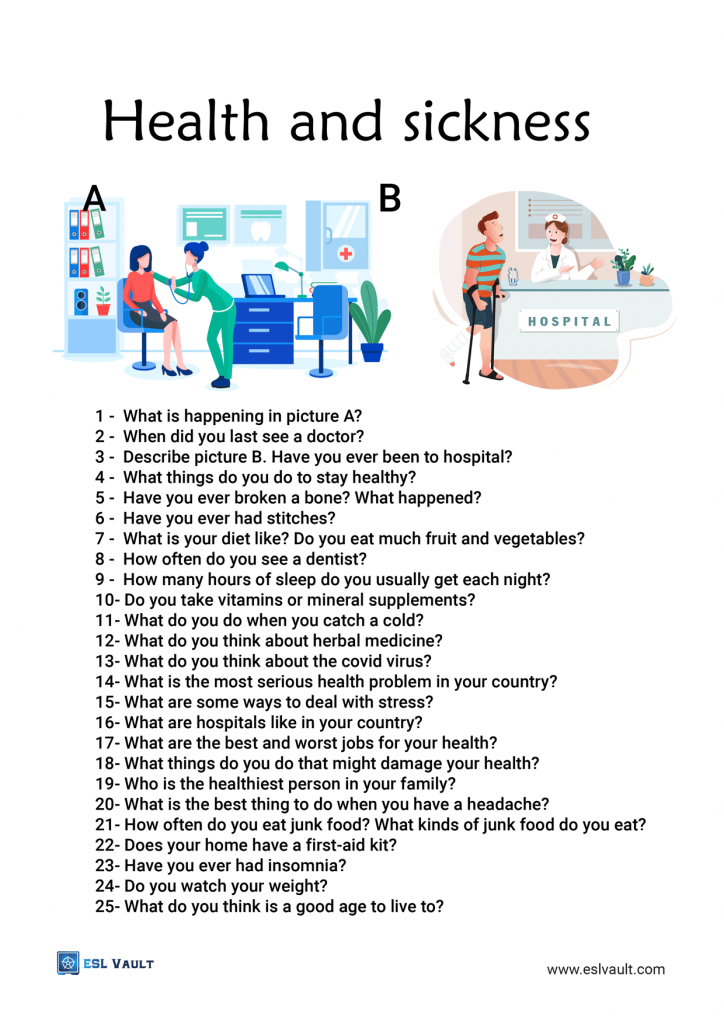 Health and sickness
A
B
HOSPITAL
1 - What is happening in picture A?
2 - When did you last see a doctor?
3 - Describe picture B. Have you ever been to hospital?
4 - What things do you do to stay healthy?
5 - Have you ever broken a bone? What happened?
6 - Have you ever had stitches?
7 - What is your diet like? Do you eat much fruit and vegetables?
8 - How often do you see a dentist?
9 - How many hours of sleep do you usually get each night?
10- Do you take vitamins or mineral supplements?
11- What do you do when you catch a cold?
12- What do you think about herbal medicine?
13- What do you think about the covid virus?
14- What is the most serious health problem in your country?
15- What are some ways to deal with stress?
16- What are hospitals like in your country?
17- What are the best and worst jobs for your health?
18- What things do you do that might damage your health?
19- Who is the healthiest person in your family?
20- What is the best thing to do when you have a headache?
21- How often do you eat junk food? What kinds of junk food do you eat?
22- Does your home have a first-aid kit?
23- Have you ever had insomnia?
24- Do you watch your weight?
25- What do you think is a good age to live to?
ESL VAULT
www.eslvault.com